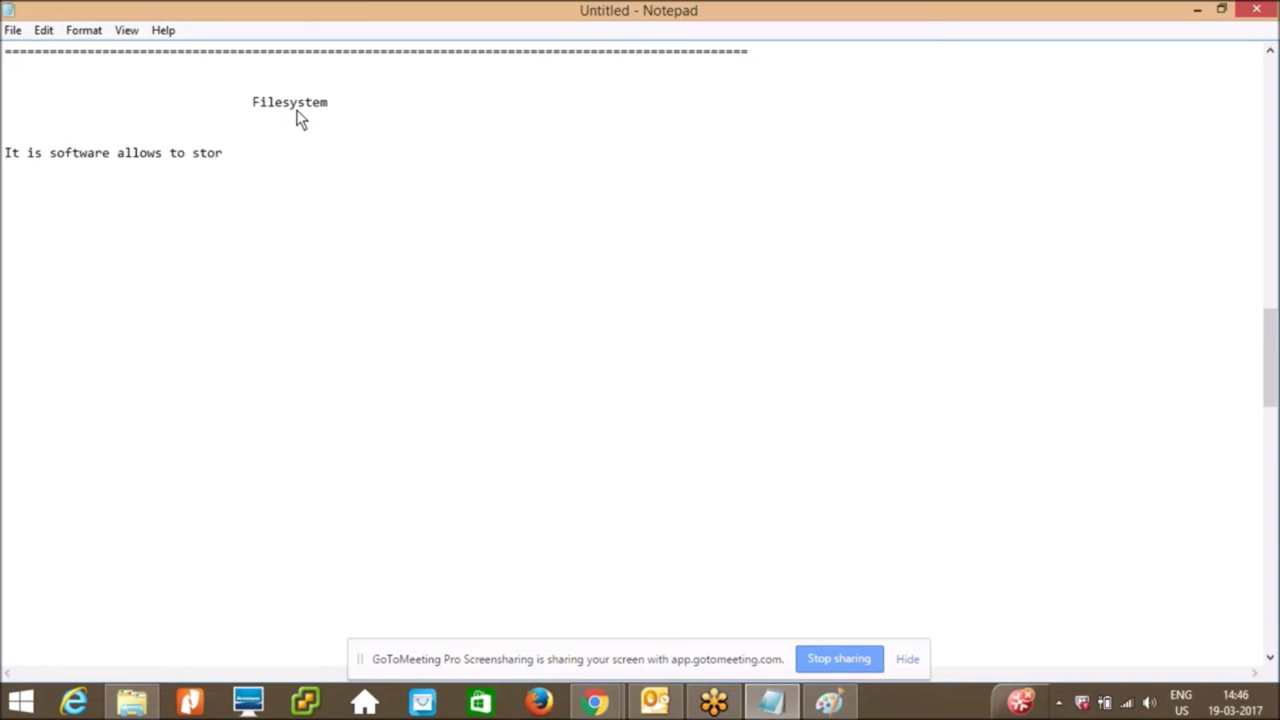 Untitled - Notepad
File Edit Format View Help
===================================================================================================
Filesystem
It is software allows to stor
GoToMeeting Pro Screensharing is sharing your screen with app.gotomeeting.com. Stop sharing Hide
ENG 14:46
US 19-03-2017